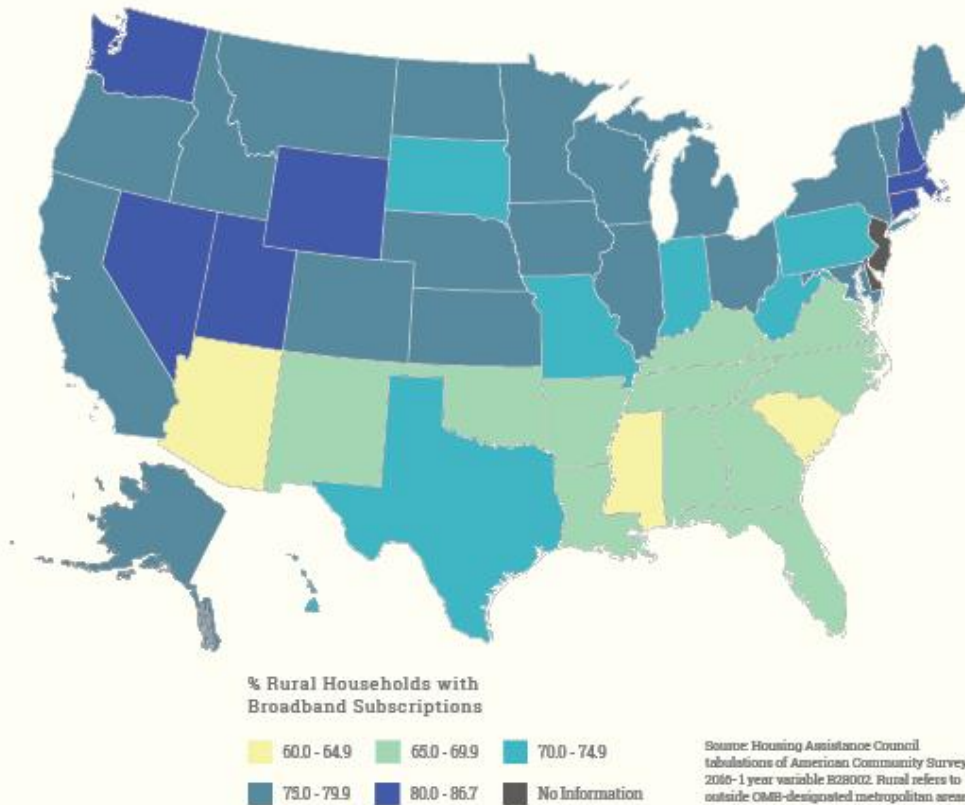 % Rural Households with
Broadband Subscriptions
60.0 - 64.9
65.0 - 69.9
70.0 - 74.9
75.0 - 79.9
80.0 - 86.7
No Information
Source: Housing Assistance Council
tabulations of American Community Survey
2016-1 year variable B28002. Rural refers to
outside OMB-designated metropolitan areas